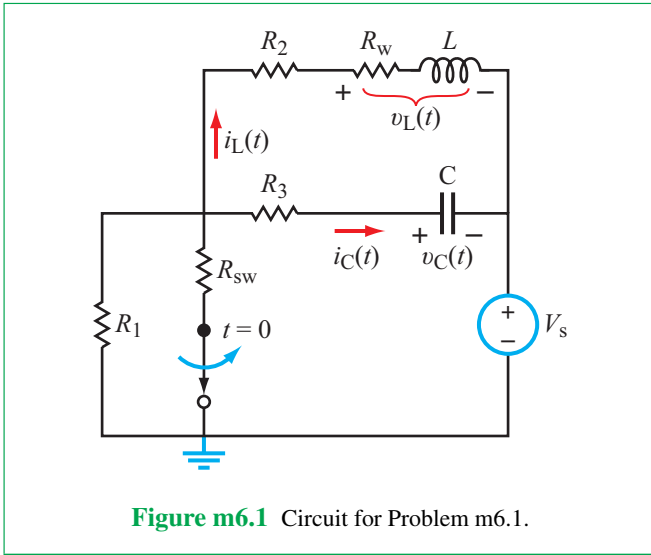 R2 Rw L
+ −
vL(t)
iL(t)
R3 C
+ −
iC(t) vC(t)
Rsw
R1 t = 0
+
− Vs
Figure m6.1 Circuit for Problem m6.1.